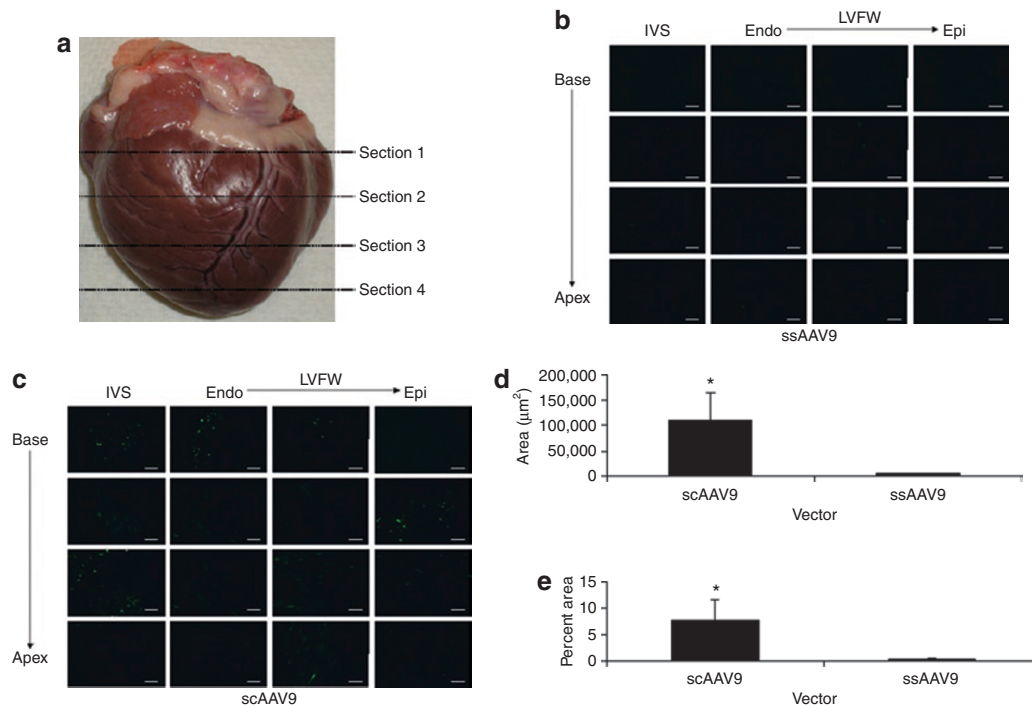 a
Section 1
Section 2
Section 3
Section 4
b
LVFW
IVS
Endo
Epi
Base
Apex
ssAAV9
c
LVFW
IVS
Endo
Epi
Base
Apex
scAAV9
d
Area (μm²)
200,000
150,000
100,000
50,000
0
*
scAAV9
ssAAV9
Vector
e
Percent area
15
10
5
0
*
scAAV9
ssAAV9
Vector